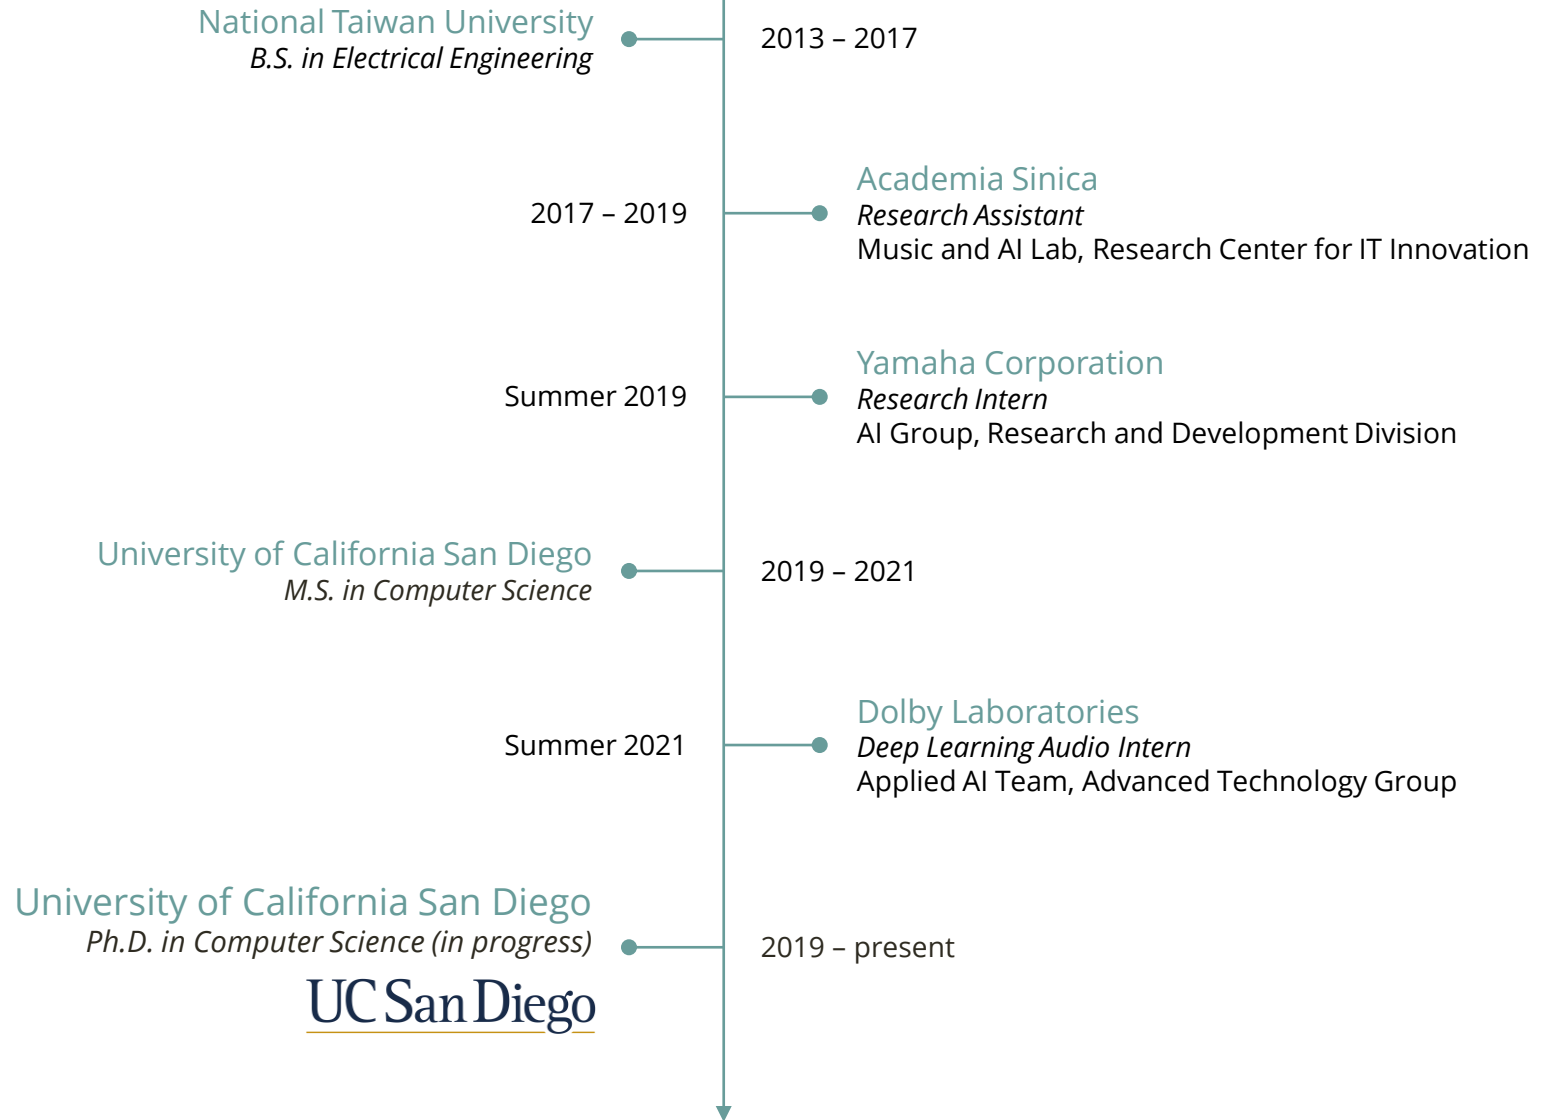 National Taiwan University
B.S. in Electrical Engineering
2013 – 2017
2017 – 2019
Academia Sinica
Research Assistant
Music and AI Lab, Research Center for IT Innovation
Summer 2019
Yamaha Corporation
Research Intern
AI Group, Research and Development Division
University of California San Diego
M.S. in Computer Science
2019 – 2021
Summer 2021
Dolby Laboratories
Deep Learning Audio Intern
Applied AI Team, Advanced Technology Group
University of California San Diego
Ph.D. in Computer Science (in progress)
2019 – present
UC San Diego